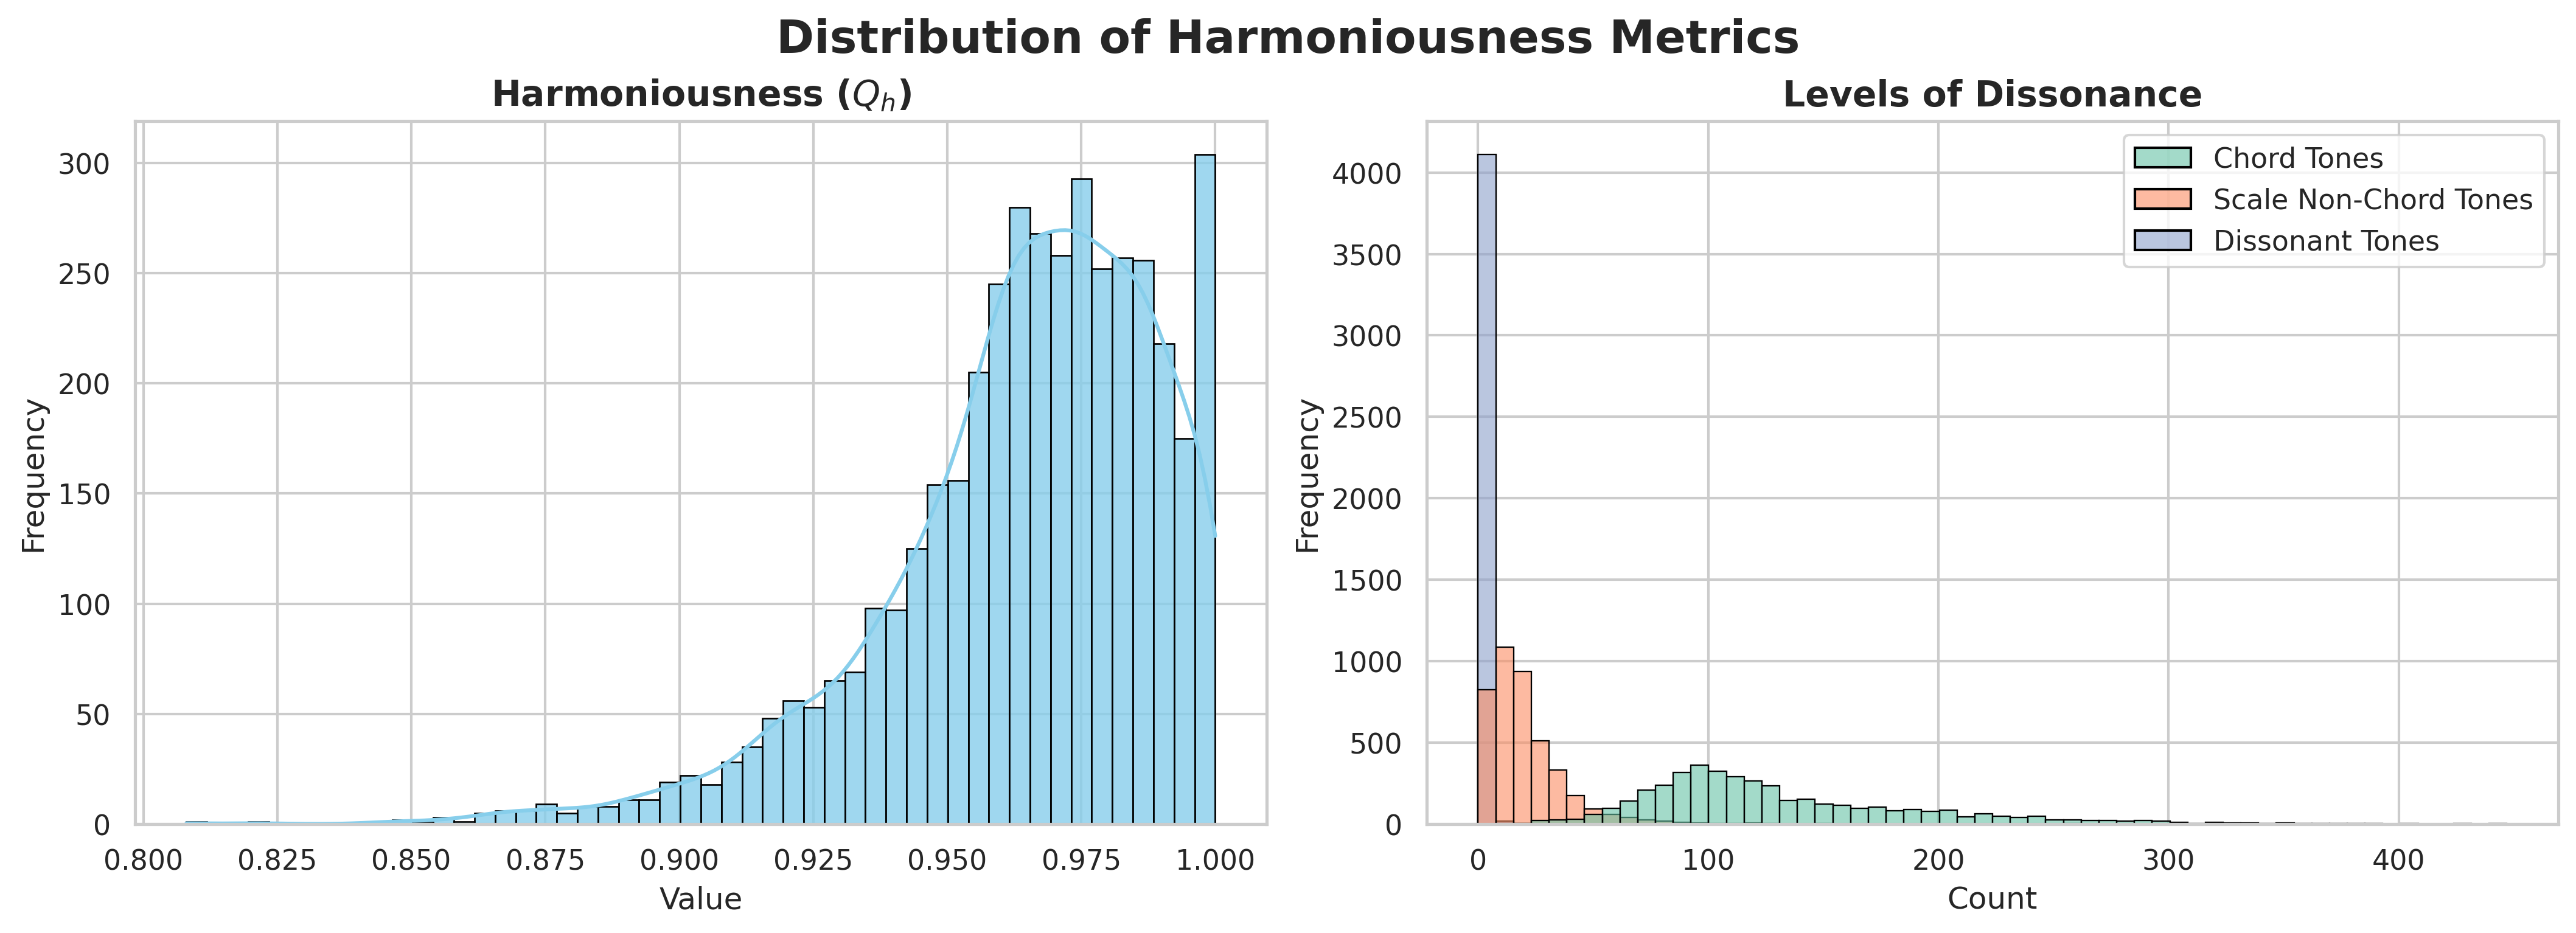 Distribution of Harmoniousness Metrics
Harmoniousness (Qₕ)
300
250
200
150
100
50
0
Frequency
0.800 0.825 0.850 0.875 0.900 0.925 0.950 0.975 1.000
Value
Levels of Dissonance
Chord Tones
Scale Non-Chord Tones
Dissonant Tones
4000
3500
3000
2500
2000
1500
1000
500
0
Frequency
0 100 200 300 400
Count